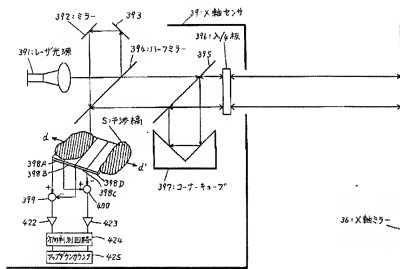 392:ミラー
393
39:X軸センサ
391:レーザ光源
394:ハーフミラー
395
396:λ/4板
S:干渉縞
d
d'
398A
398B
398D
398C
397:コーナーキューブ
399
400
422
423
36:X軸ミラー
方向判別回路
424
アップダウンカウンタ
425